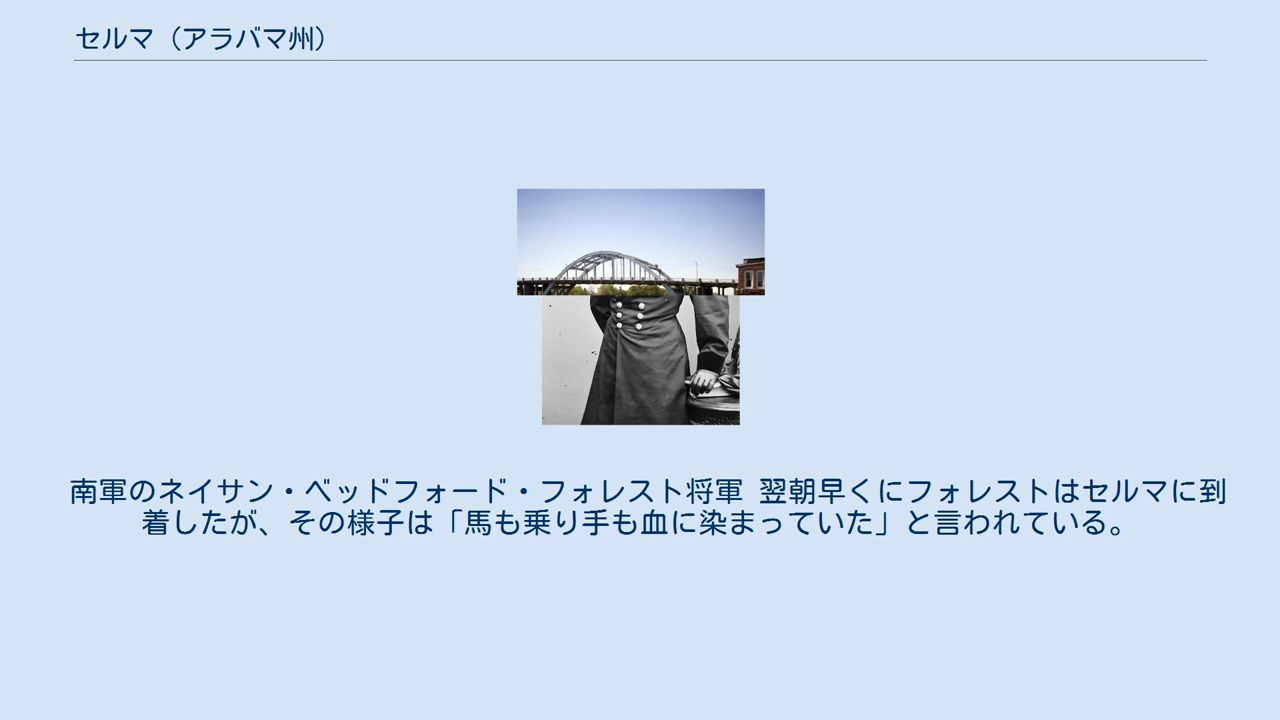 セルマ（アラバマ州）
南軍のネイサン・ベッドフォード・フォレスト将軍 翌朝早くにフォレストはセルマに到
着したが、その様子は「馬も乗り手も血に染まっていた」と言われている。